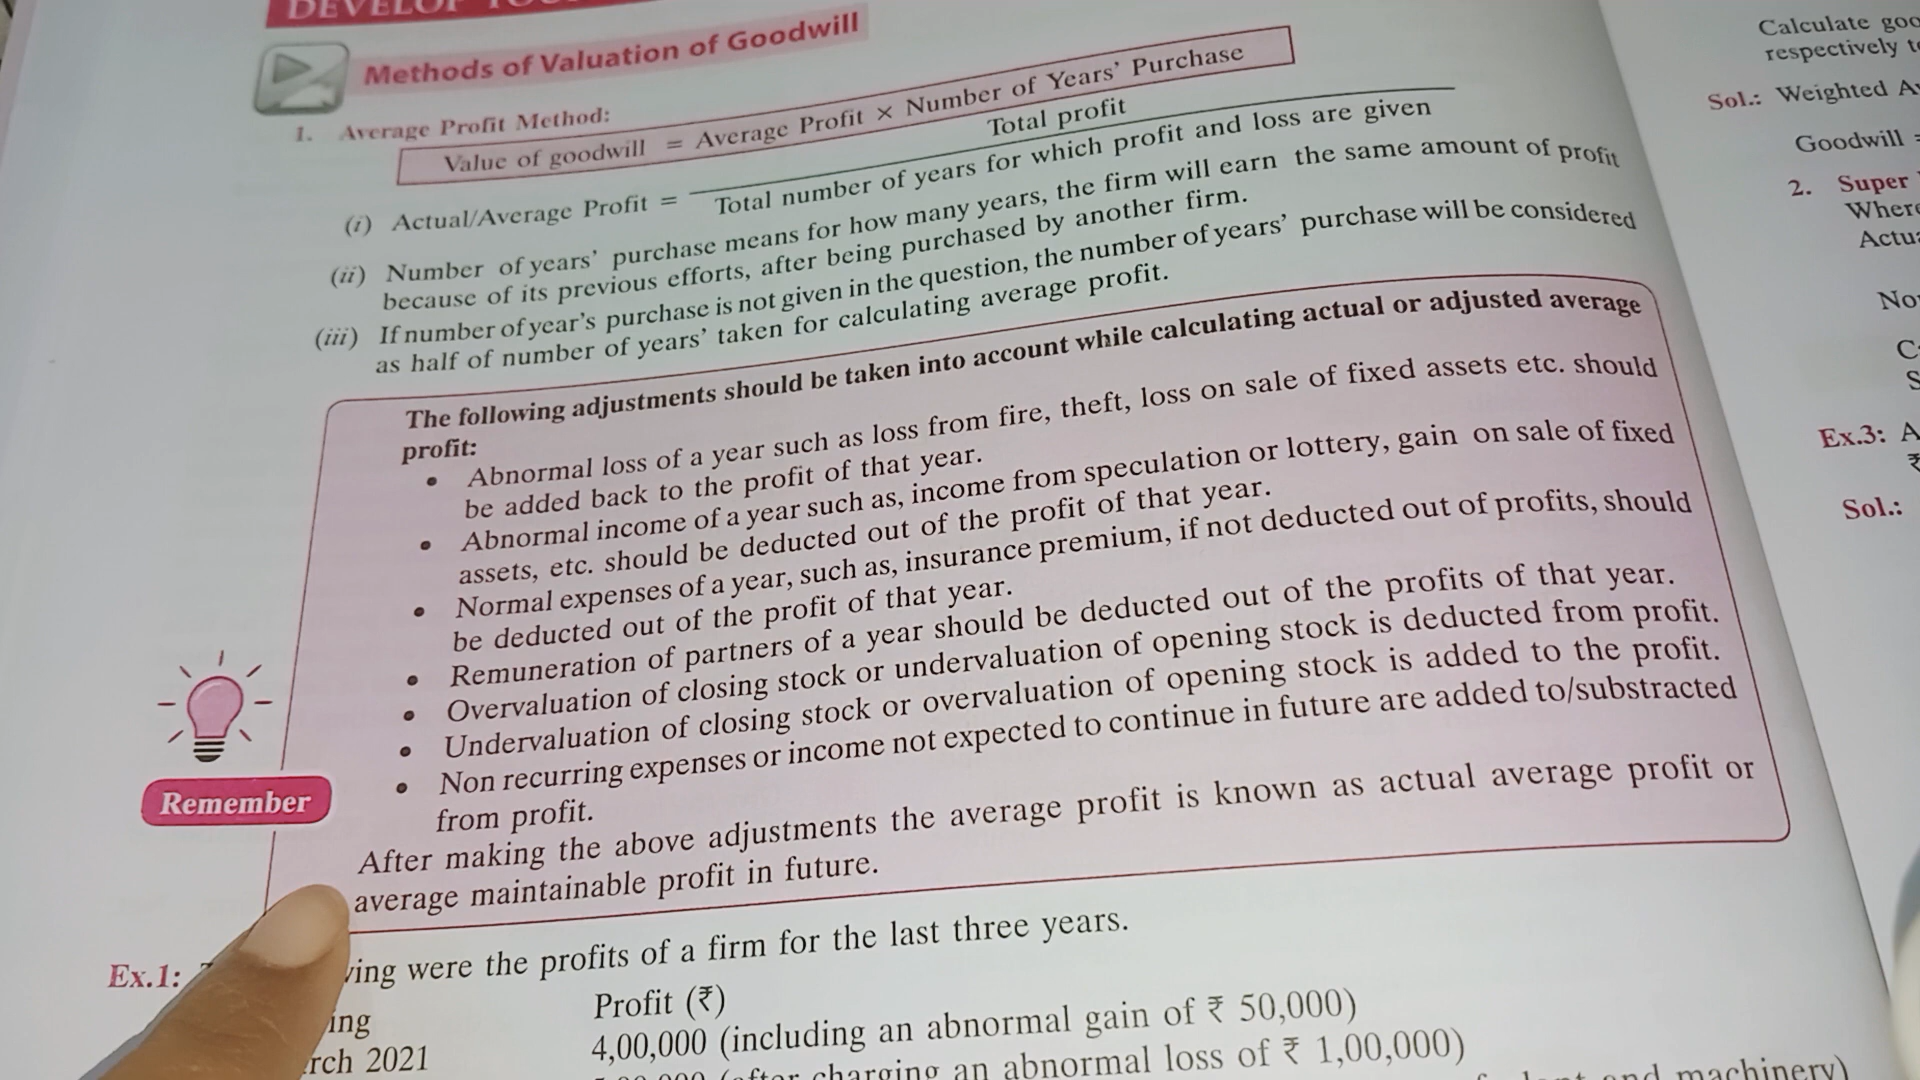 Methods of Valuation of Goodwill
1. Average Profit Method:
Value of goodwill = Average Profit × Number of Years' Purchase
(i) Actual/Average Profit = Total profit
Total number of years for which profit and loss are given
(ii) Number of years' purchase means for how many years, the firm will earn the same amount of profit
because of its previous efforts, after being purchased by another firm.
(iii) If number of year's purchase is not given in the question, the number of years' purchase will be considered
as half of number of years' taken for calculating average profit.
The following adjustments should be taken into account while calculating actual or adjusted average
profit:
• Abnormal loss of a year such as loss from fire, theft, loss on sale of fixed assets etc. should
be added back to the profit of that year.
• Abnormal income of a year such as, income from speculation or lottery, gain on sale of fixed
assets, etc. should be deducted out of the profit of that year.
• Normal expenses of a year, such as, insurance premium, if not deducted out of profits, should
be deducted out of the profit of that year.
• Remuneration of partners of a year should be deducted out of the profits of that year.
• Overvaluation of closing stock or undervaluation of opening stock is deducted from profit.
• Undervaluation of closing stock or overvaluation of opening stock is added to the profit.
• Non recurring expenses or income not expected to continue in future are added to/substracted
from profit.
After making the above adjustments the average profit is known as actual average profit or
average maintainable profit in future.
Remember
Ex.1: ving were the profits of a firm for the last three years.
ing Profit (₹)
rch 2021 4,00,000 (including an abnormal gain of ₹ 50,000)
charging an abnormal loss of ₹ 1,00,000)
machinery)
Calculate goo
respectively t
Sol.: Weighted A
Goodwill =
2. Super
Where
Actua
Nor
C
S
Ex.3: A
₹
Sol.: